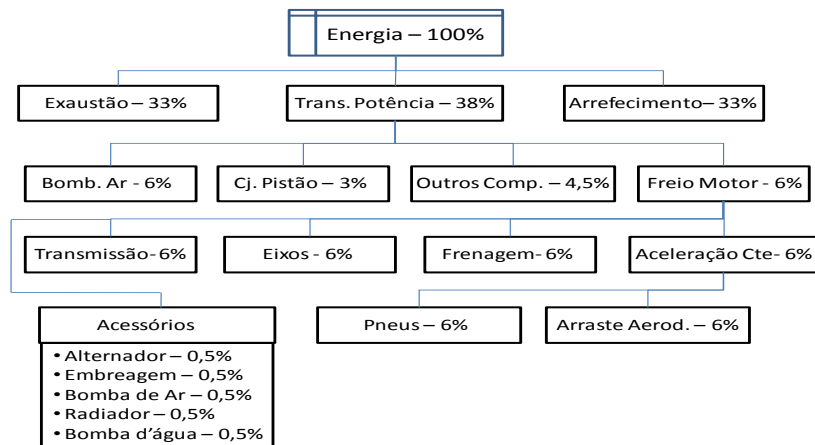 Energia – 100%
Exaustão – 33%
Trans. Potência – 38%
Arrefecimento– 33%
Bomb. Ar - 6%
Cj. Pistão – 3%
Outros Comp. – 4,5%
Freio Motor - 6%
Transmissão- 6%
Eixos - 6%
Frenagem- 6%
Aceleração Cte- 6%
Acessórios
• Alternador – 0,5%
• Embreagem – 0,5%
• Bomba de Ar – 0,5%
• Radiador – 0,5%
• Bomba d'água – 0,5%
Pneus – 6%
Arraste Aerod. – 6%